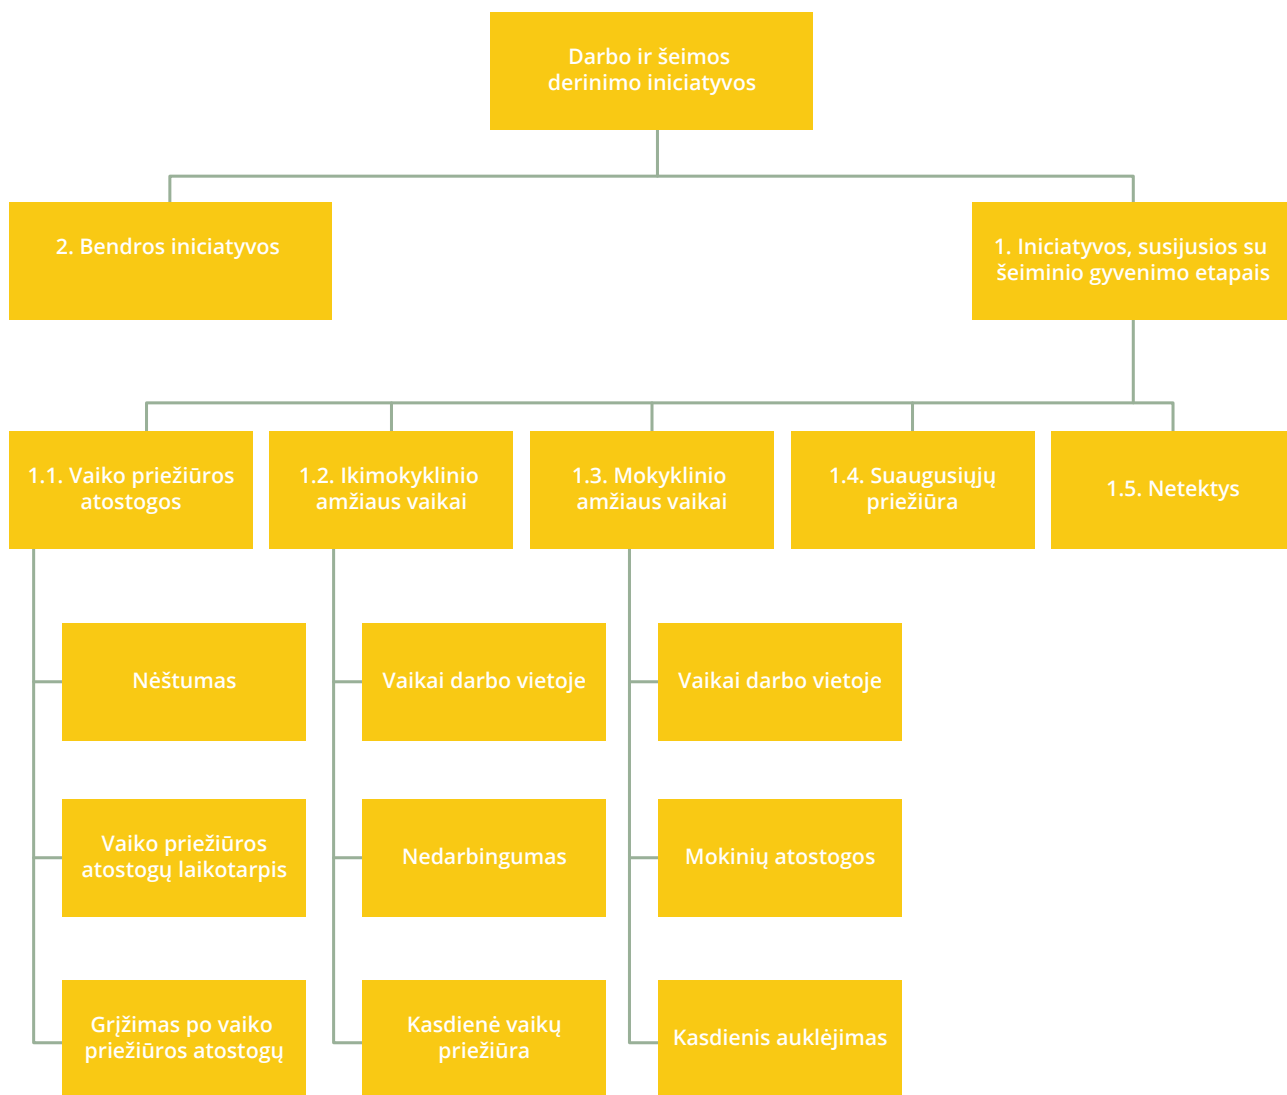 Darbo ir šeimos
derinimo iniciatyvos
2. Bendros iniciatyvos
1. Iniciatyvos, susijusios su
šeiminio gyvenimo etapais
1.1. Vaiko priežiūros
atostogos
1.2. Ikimokyklinio
amžiaus vaikai
1.3. Mokyklinio
amžiaus vaikai
1.4. Suaugusiųjų
priežiūra
1.5. Netektys
Nėštumas
Vaikai darbo vietoje
Vaikai darbo vietoje
Vaiko priežiūros
atostogų laikotarpis
Nedarbingumas
Mokinių atostogos
Grįžimas po vaiko
priežiūros atostogų
Kasdienė vaikų
priežiūra
Kasdienis auklėjimas